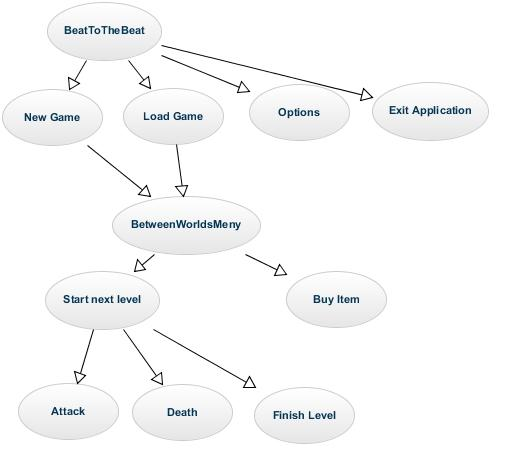 BeatToTheBeat
New Game
Load Game
Options
Exit Application
BetweenWorldsMeny
Start next level
Buy Item
Attack
Death
Finish Level